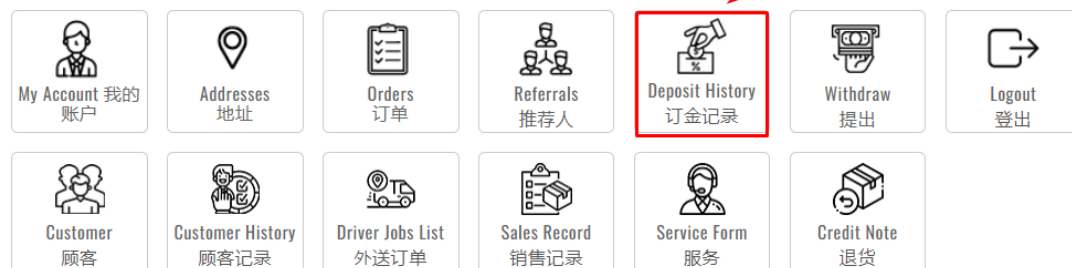 My Account 我的
账户
Addresses
地址
Orders
订单
Referrals
推荐人
Deposit History
订金记录
Withdraw
提出
Logout
登出
Customer
顾客
Customer History
顾客记录
Driver Jobs List
外送订单
Sales Record
销售记录
Service Form
服务
Credit Note
退货